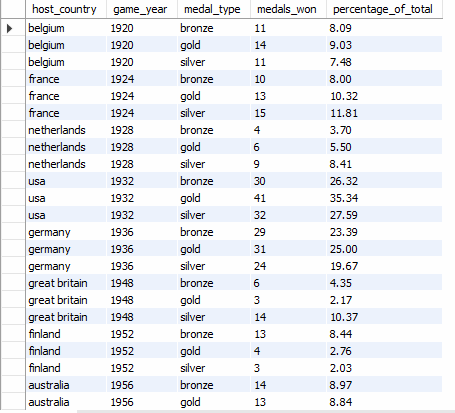 host_country game_year medal_type medals_won percentage_of_total
belgium 1920 bronze 11 8.09
belgium 1920 gold 14 9.03
belgium 1920 silver 11 7.48
france 1924 bronze 10 8.00
france 1924 gold 13 10.32
france 1924 silver 15 11.81
netherlands 1928 bronze 4 3.70
netherlands 1928 gold 6 5.50
netherlands 1928 silver 9 8.41
usa 1932 bronze 30 26.32
usa 1932 gold 41 35.34
usa 1932 silver 32 27.59
germany 1936 bronze 29 23.39
germany 1936 gold 31 25.00
germany 1936 silver 24 19.67
great britain 1948 bronze 6 4.35
great britain 1948 gold 3 2.17
great britain 1948 silver 14 10.37
finland 1952 bronze 13 8.44
finland 1952 gold 4 2.76
finland 1952 silver 3 2.03
australia 1956 bronze 14 8.97
australia 1956 gold 13 8.84